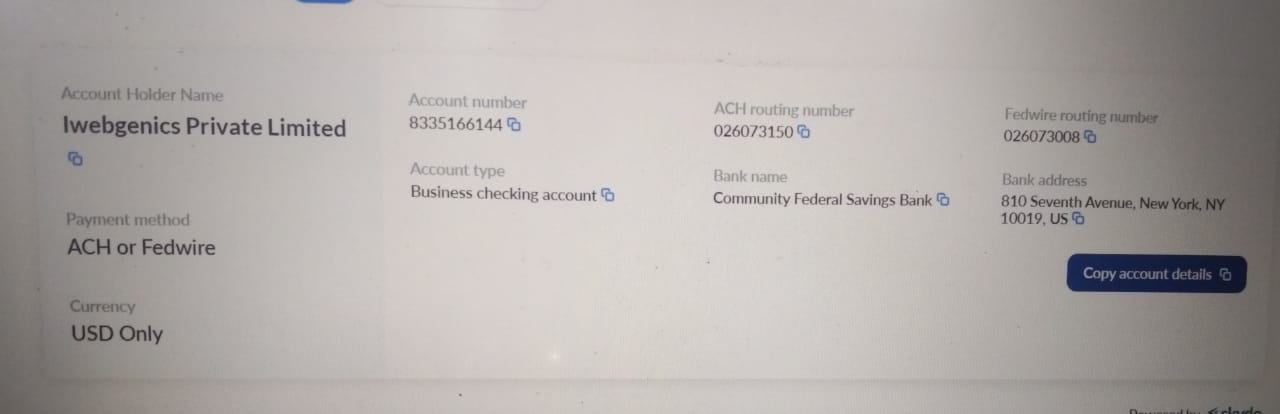 Account Holder Name
Iwebgenics Private Limited
Payment method
ACH or Fedwire
Currency
USD Only
Account number
8335166144
Account type
Business checking account
ACH routing number
026073150
Bank name
Community Federal Savings Bank
Fedwire routing number
026073008
Bank address
810 Seventh Avenue, New York, NY
10019, US
Copy account details
Powered by